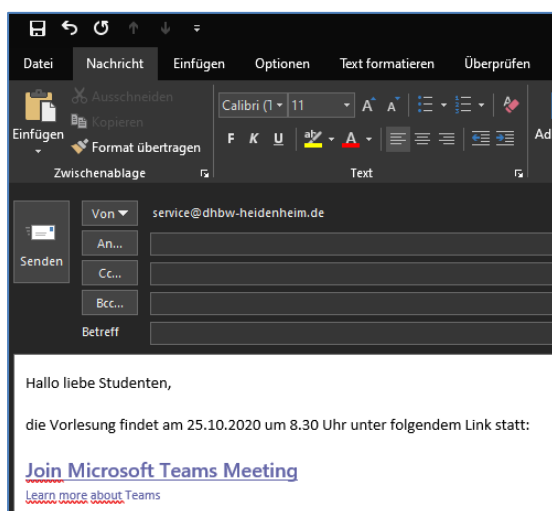 Datei Nachricht Einfügen Optionen Text formatieren Überprüfen
Ausschneiden
Kopieren
Einfügen
Format übertragen
Zwischenablage
Calibri (T 11
F K U
Text
Ad
Senden
Von service@dhbw-heidenheim.de
An...
Cc...
Bcc...
Betreff
Hallo liebe Studenten,
die Vorlesung findet am 25.10.2020 um 8.30 Uhr unter folgendem Link statt:
Join Microsoft Teams Meeting
Learn more about Teams